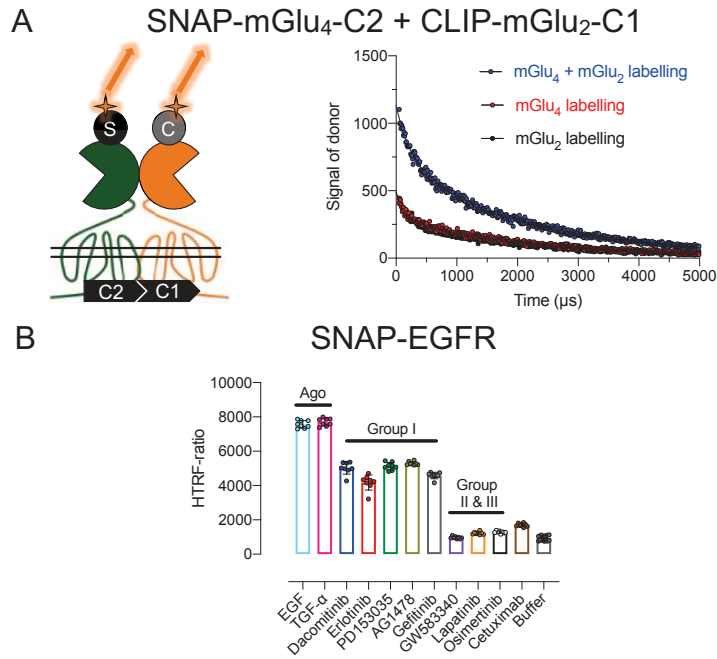 A
SNAP-mGlu₄-C2 + CLIP-mGlu₂-C1
S
C
C2
C1
Signal of donor
1500
1000
500
0
mGlu₄ + mGlu₂ labelling
mGlu₄ labelling
mGlu₂ labelling
0
1000
2000
3000
4000
5000
Time (µs)
B
SNAP-EGFR
HTRF-ratio
10000
8000
6000
4000
2000
0
Ago
Group I
Group
II & III
EGF
TGF-α
Dacomitinib
Erlotinib
PD153035
AG1478
Gefitinib
GW583340
Lapatinib
Osimertinib
Cetuximab
Buffer